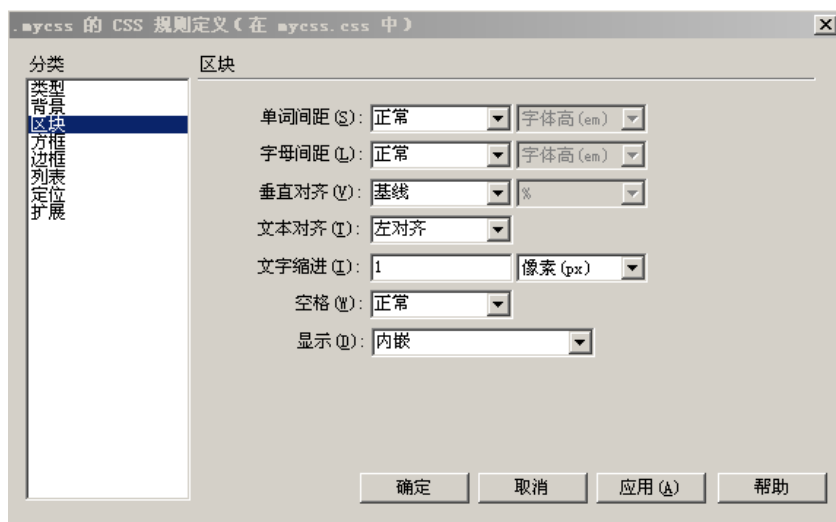 .mycss 的 CSS 规则定义(在 mycss.css 中)
分类
区块
类型
背景
区块
方框
边框
列表
定位
扩展
单词间距(S): 正常 字体高(em)
字母间距(L): 正常 字体高(em)
垂直对齐(V): 基线 %
文本对齐(T): 左对齐
文字缩进(I): 1 像素(px)
空格(W): 正常
显示(D): 内嵌
确定 取消 应用(A) 帮助